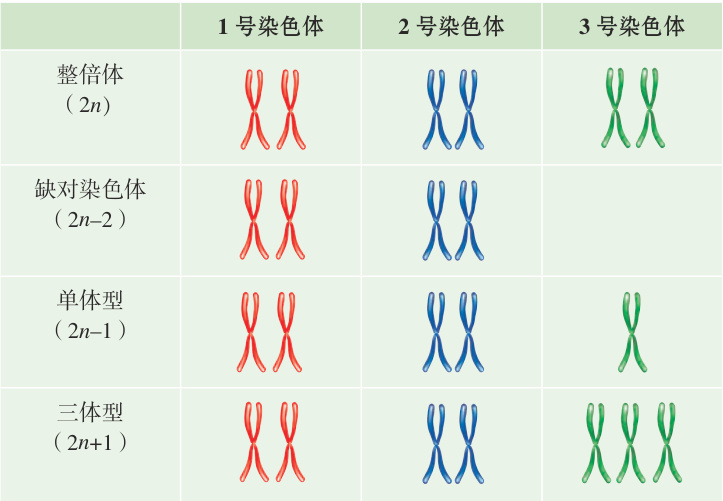 1 号染色体 2 号染色体 3 号染色体
整倍体
（2n）
缺对染色体
（2n–2）
单体型
（2n–1）
三体型
（2n+1）